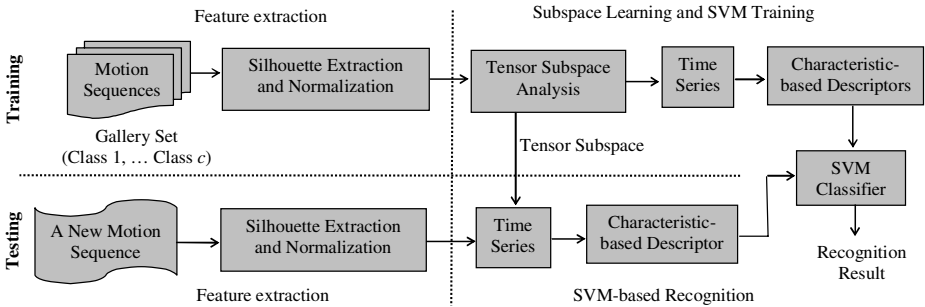 Feature extraction
Subspace Learning and SVM Training
Training
Motion
Sequences
Silhouette Extraction
and Normalization
Tensor Subspace
Analysis
Time
Series
Characteristic-
based Descriptors
Gallery Set
(Class 1, … Class c)
Tensor Subspace
SVM
Classifier
Testing
A New Motion
Sequence
Silhouette Extraction
and Normalization
Time
Series
Characteristic-
based Descriptor
Recognition
Result
Feature extraction
SVM-based Recognition